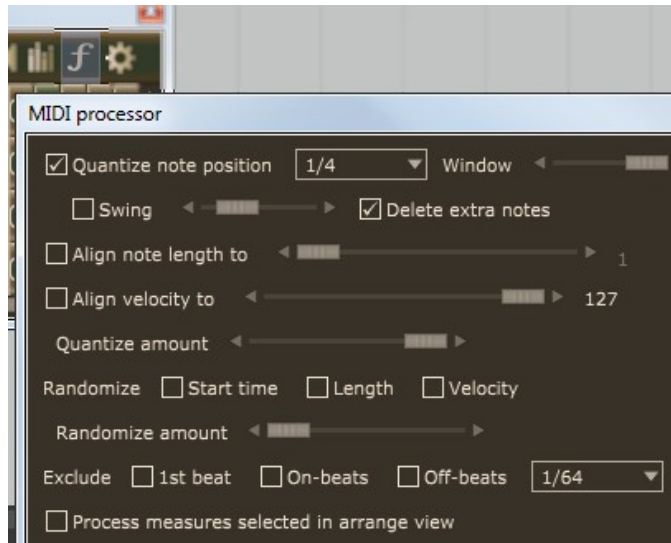 f
MIDI processor
Quantize note position 1/4 Window
Swing Delete extra notes
Align note length to 1
Align velocity to 127
Quantize amount
Randomize Start time Length Velocity
Randomize amount
Exclude 1st beat On-beats Off-beats 1/64
Process measures selected in arrange view